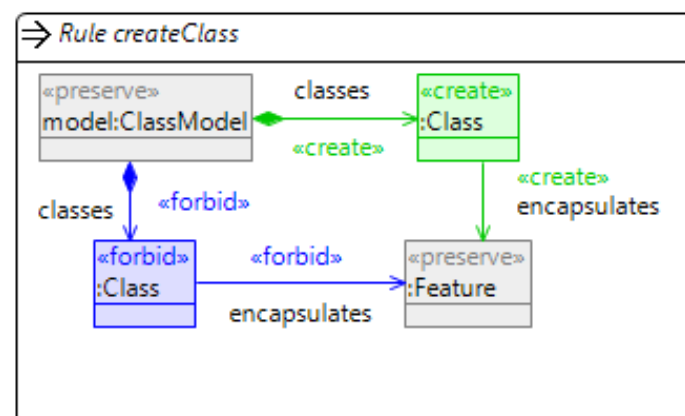 Rule createClass
«preserve»
model:ClassModel
classes
«create»
«create»
:Class
classes
«forbid»
«create»
encapsulates
«forbid»
:Class
«forbid»
encapsulates
«preserve»
:Feature